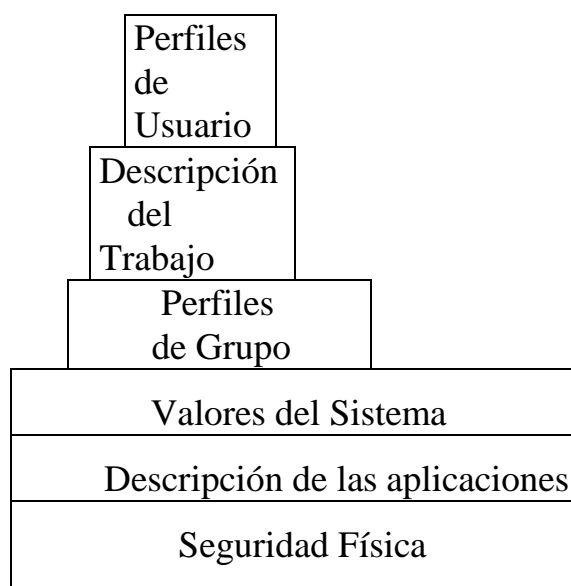 Perfiles
de
Usuario
Descripción
del
Trabajo
Perfiles
de Grupo
Valores del Sistema
Descripción de las aplicaciones
Seguridad Física